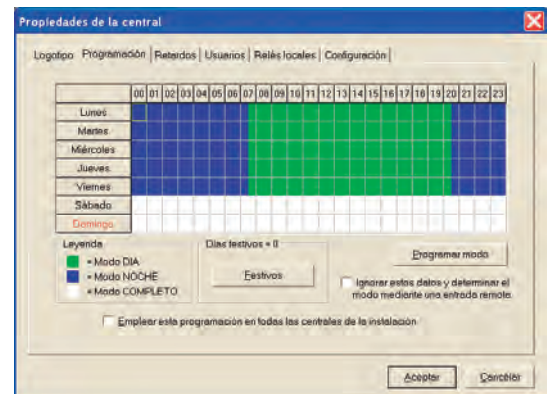 Propiedades de la central
Logotipo Programación Retardos Usuarios Relés locales Configuración
00 01 02 03 04 05 06 07 08 09 10 11 12 13 14 15 16 17 18 19 20 21 22 23
Lunes
Martes
Miércoles
Jueves
Viernes
Sábado
Domingo
Leyenda
= Modo DIA
= Modo NOCHE
= Modo COMPLETO
Días festivos = 0
Festivos
Programar modo
Ignorar estos datos y determinar el
modo mediante una entrada remota
Emplear esta programación en todas las centrales de la instalación
Aceptar Cancelar